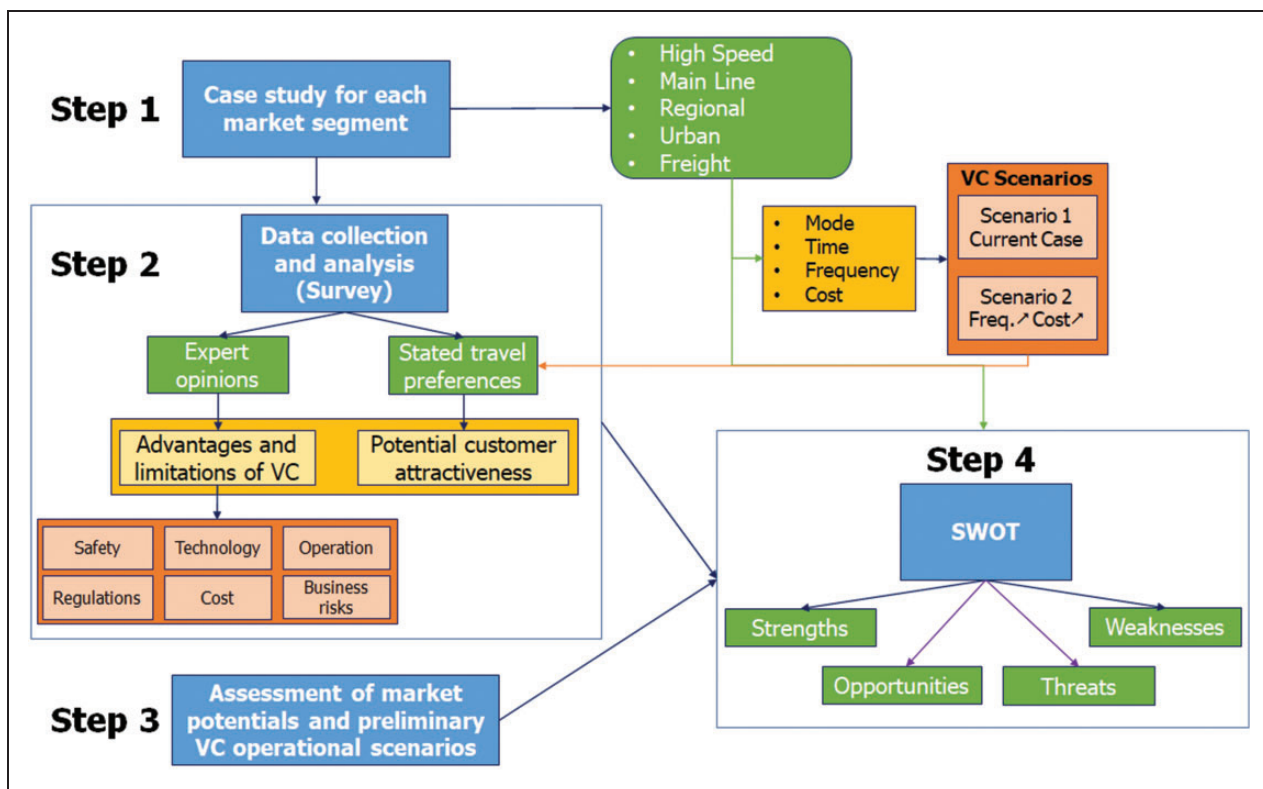 Step 1
Case study for each
market segment
• High Speed
• Main Line
• Regional
• Urban
• Freight
• Mode
• Time
• Frequency
• Cost
VC Scenarios
Scenario 1
Current Case
Scenario 2
Freq.↗ Cost↗
Step 2
Data collection
and analysis
(Survey)
Expert
opinions
Stated travel
preferences
Advantages and
limitations of VC
Potential customer
attractiveness
Safety
Technology
Operation
Regulations
Cost
Business
risks
Step 3
Assessment of market
potentials and preliminary
VC operational scenarios
Step 4
SWOT
Strengths
Weaknesses
Opportunities
Threats